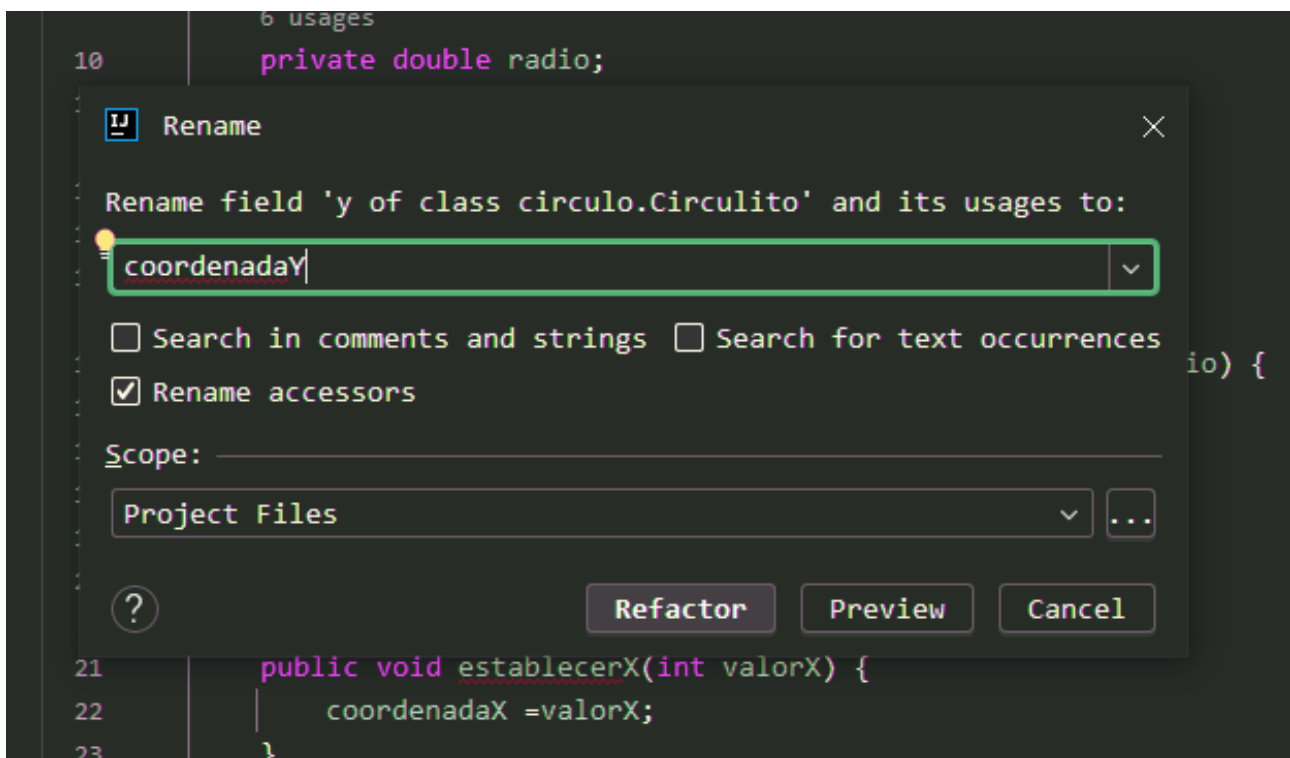 6 usages
10 private double radio;
IJ Rename
Rename field 'y of class circulo.Circulito' and its usages to:
coordenadaY
Search in comments and strings Search for text occurrences
io) {
Rename accessors
Scope:
Project Files ...
? Refactor Preview Cancel
21 public void establecerX(int valorX) {
22 coordenadaX =valorX;
23 }